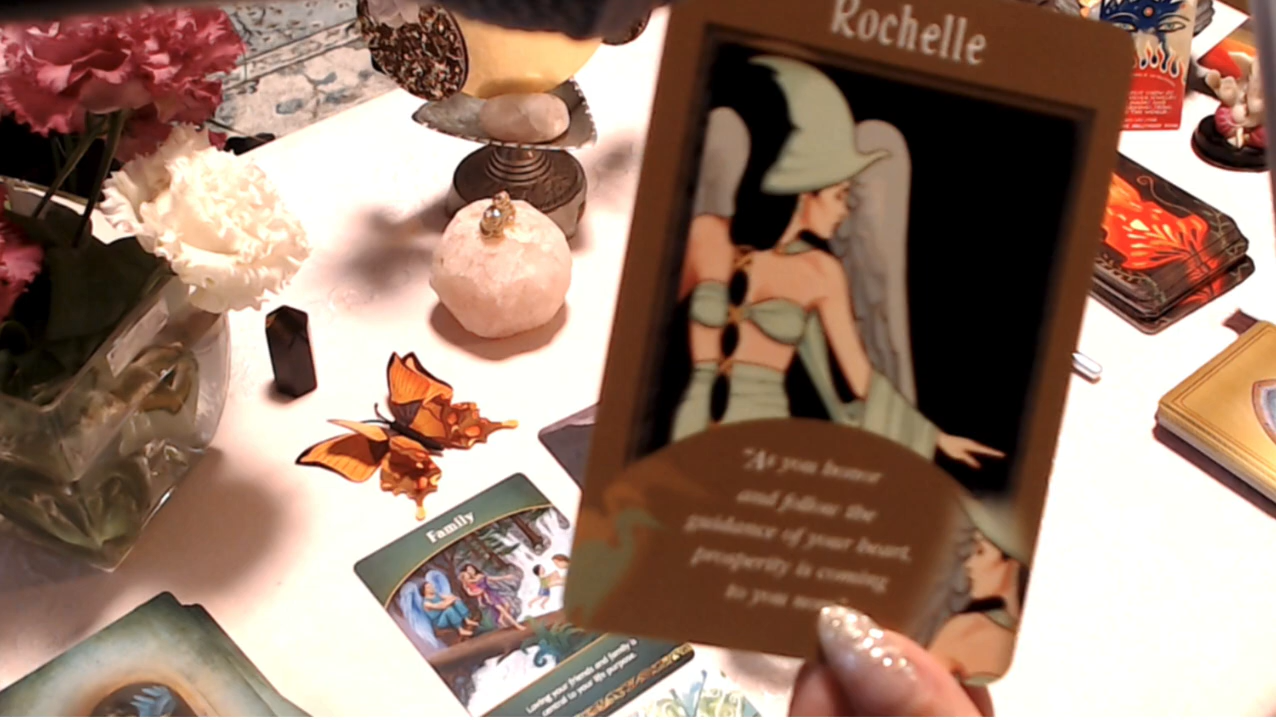 Rochelle
"As you honor
and follow the
guidance of your heart,
prosperity is coming
to you
Family
Loving your friends and family is
central to your life purpose.